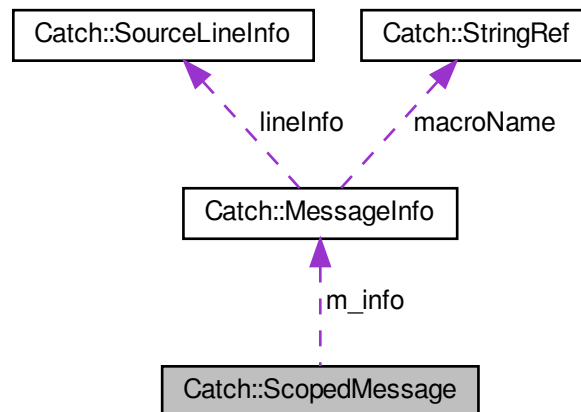 Catch::SourceLineInfo
Catch::StringRef
lineInfo
macroName
Catch::MessageInfo
m_info
Catch::ScopedMessage